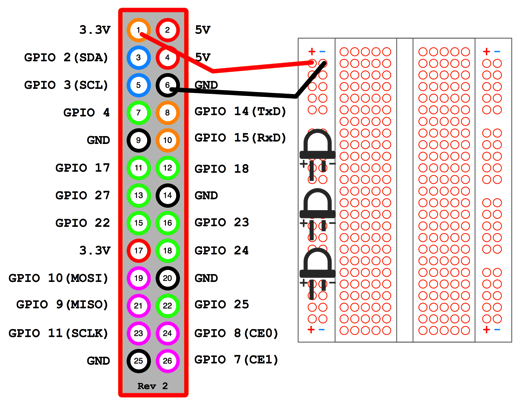 3.3V 1 2 5V
GPIO 2(SDA) 3 4 5V
GPIO 3(SCL) 5 6 GND
GPIO 4 7 8 GPIO 14(TxD)
GND 9 10 GPIO 15(RxD)
GPIO 17 11 12 GPIO 18
GPIO 27 13 14 GND
GPIO 22 15 16 GPIO 23
3.3V 17 18 GPIO 24
GPIO 10(MOSI) 19 20 GND
GPIO 9(MISO) 21 22 GPIO 25
GPIO 11(SCLK) 23 24 GPIO 8(CE0)
GND 25 26 GPIO 7(CE1)
Rev 2
+ - + -
+ -
+ -
+ -
+ - + -